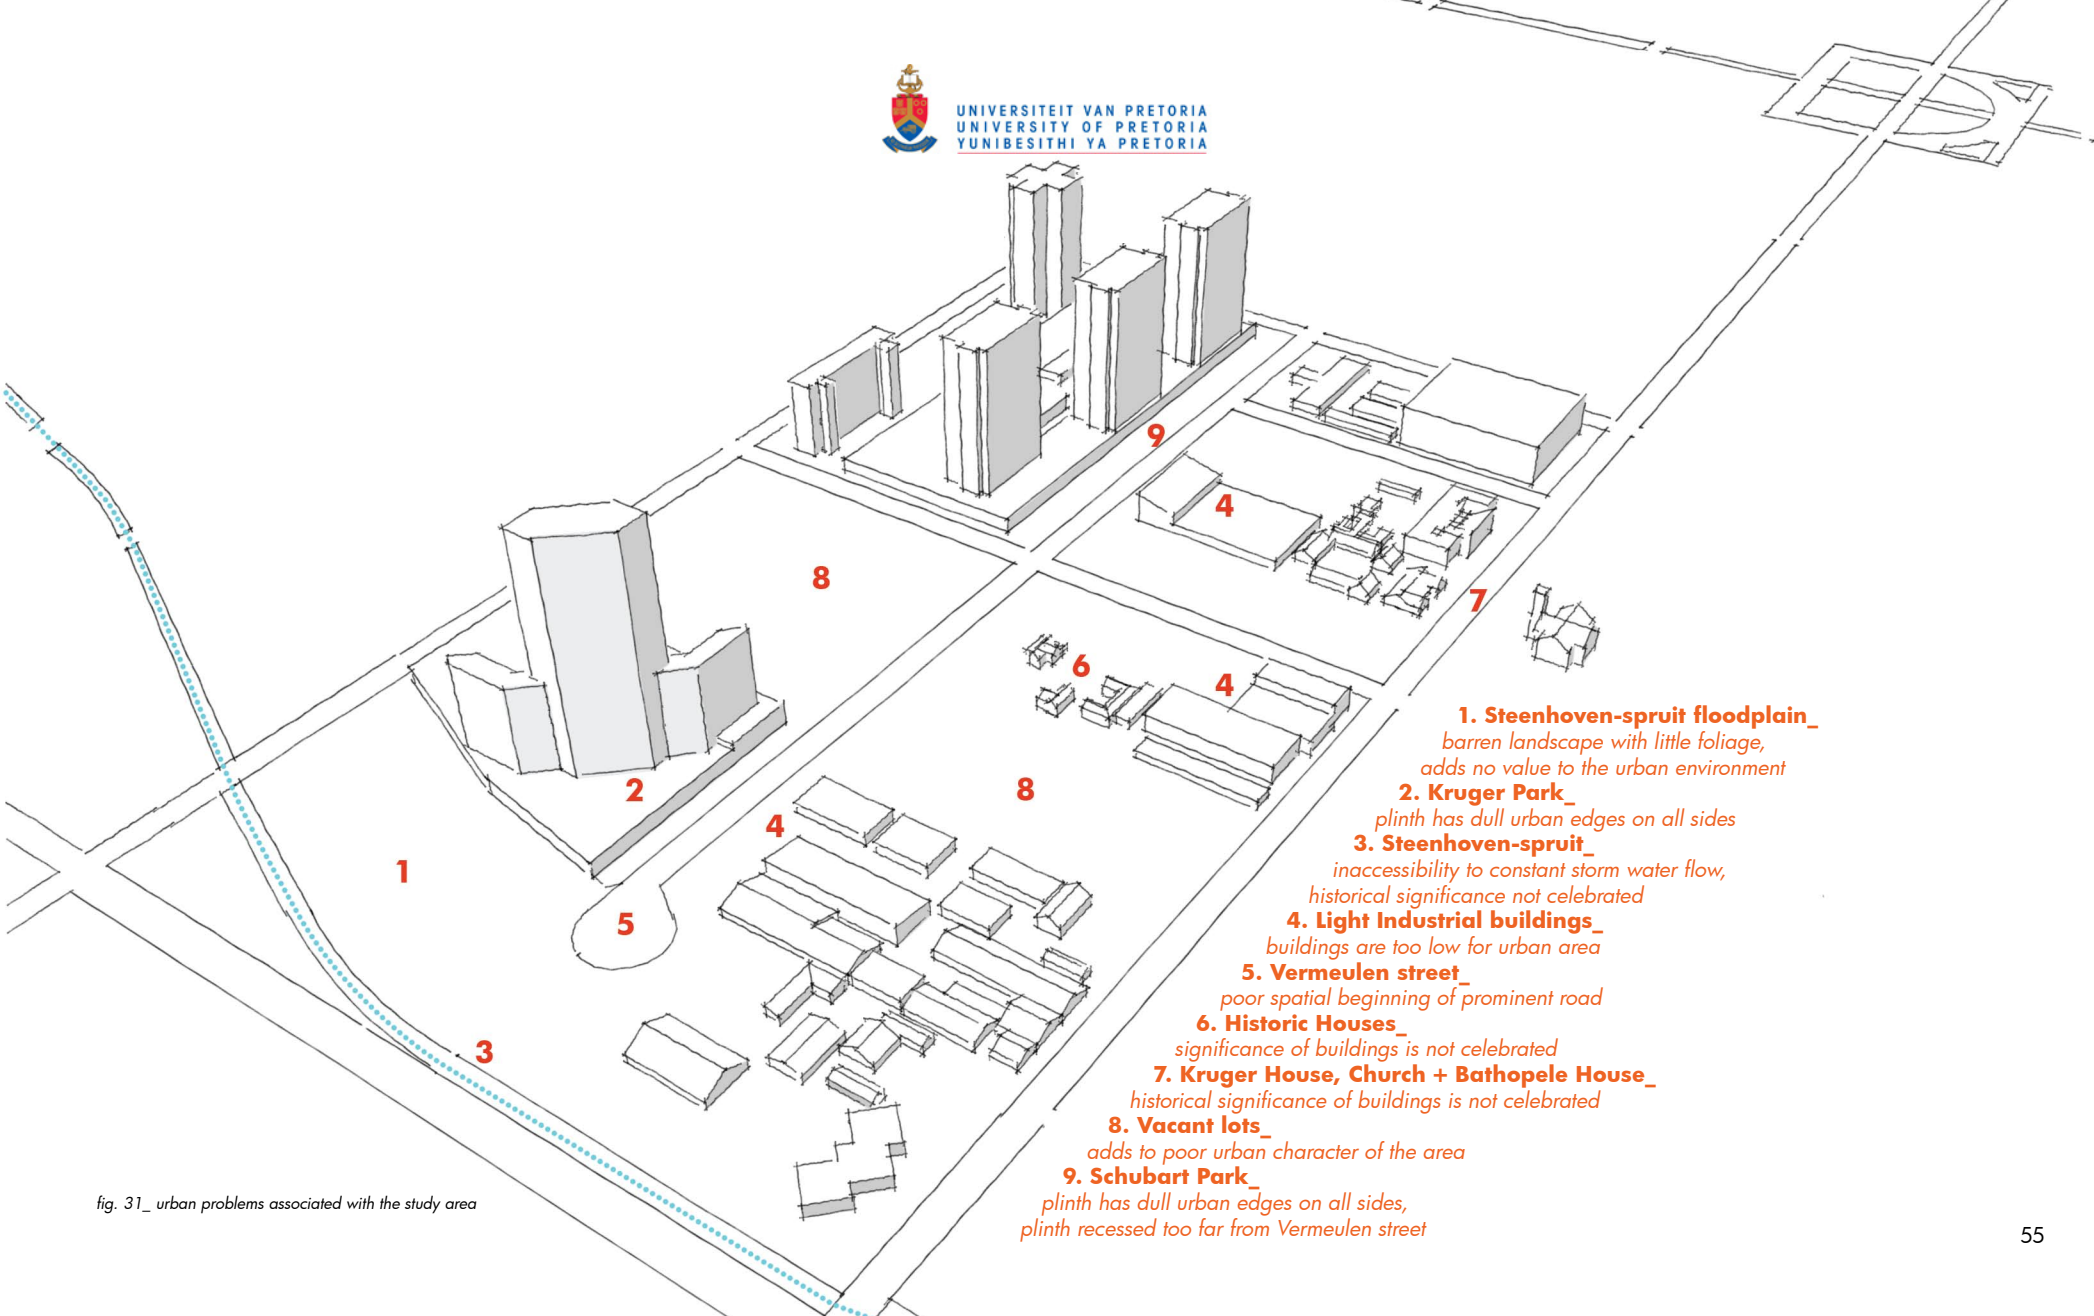 UNIVERSITEIT VAN PRETORIA
UNIVERSITY OF PRETORIA
YUNIBESITHI YA PRETORIA
9
4
8
7
6
4
2
8
4
1
5
3
1. Steenhoven-spruit floodplain_
barren landscape with little foliage,
adds no value to the urban environment
2. Kruger Park_
plinth has dull urban edges on all sides
3. Steenhoven-spruit_
inaccessibility to constant storm water flow,
historical significance not celebrated
4. Light Industrial buildings_
buildings are too low for urban area
5. Vermeulen street_
poor spatial beginning of prominent road
6. Historic Houses_
significance of buildings is not celebrated
7. Kruger House, Church + Bathopele House_
historical significance of buildings is not celebrated
8. Vacant lots_
adds to poor urban character of the area
9. Schubart Park_
plinth has dull urban edges on all sides,
plinth recessed too far from Vermeulen street
fig. 31_ urban problems associated with the study area
55